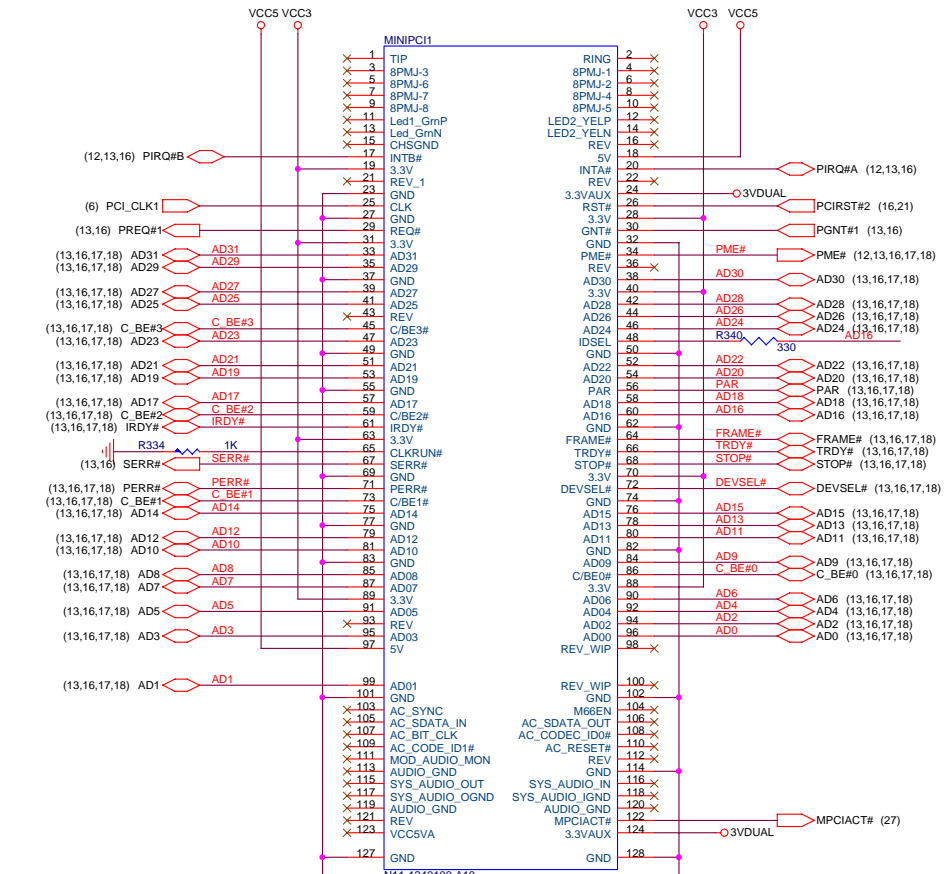 VCC5 VCC3 VCC3 VCC5
MINIPCI1
1 TIP RING 2
3 8PMJ-3 8PMJ-1 4
5 8PMJ-6 8PMJ-2 6
7 8PMJ-7 8PMJ-4 8
9 8PMJ-8 8PMJ-5 10
11 Led1_GrnP LED2_YELP 12
13 Led_GrnN LED2_YELN 14
15 CHSGND REV 16
(12,13,16) PIRQ#B 17 INTB# 5V 18
19 3.3V INTA# 20 PIRQ#A (12,13,16)
21 REV_1 REV 22
23 GND 3.3VAUX 24 3VDUAL
(6) PCI_CLK1 25 CLK RST# 26 PCIRST#2 (16,21)
27 GND 3.3V 28
(13,16) PREQ#1 29 REQ# GNT# 30 PGNT#1 (13,16)
31 3.3V GND 32
(13,16,17,18) AD31 AD31 33 AD31 PME# 34 PME# PME# (12,13,16,17,18)
(13,16,17,18) AD29 AD29 35 AD29 REV 36
37 GND AD30 38 AD30 AD30 (13,16,17,18)
(13,16,17,18) AD27 AD27 39 AD27 3.3V 40
(13,16,17,18) AD25 AD25 41 AD25 AD28 42 AD28 AD28 (13,16,17,18)
43 REV AD26 44 AD26 AD26 (13,16,17,18)
(13,16,17,18) C_BE#3 C_BE#3 45 C/BE3# AD24 46 AD24 AD24 (13,16,17,18)
(13,16,17,18) AD23 AD23 47 AD23 IDSEL 48 R340 330 AD16
49 GND GND 50
(13,16,17,18) AD21 AD21 51 AD21 AD22 52 AD22 AD22 (13,16,17,18)
(13,16,17,18) AD19 AD19 53 AD19 AD20 54 AD20 AD20 (13,16,17,18)
55 GND PAR 56 PAR PAR (13,16,17,18)
(13,16,17,18) AD17 AD17 57 AD17 AD18 58 AD18 AD18 (13,16,17,18)
(13,16,17,18) C_BE#2 C_BE#2 59 C/BE2# AD16 60 AD16 AD16 (13,16,17,18)
(13,16,17,18) IRDY# IRDY# 61 IRDY# GND 62
63 3.3V FRAME# 64 FRAME# FRAME# (13,16,17,18)
R334 1K 65 CLKRUN# TRDY# 66 TRDY# TRDY# (13,16,17,18)
(13,16) SERR# SERR# 67 SERR# STOP# 68 STOP# STOP# (13,16,17,18)
69 GND 3.3V 70
(13,16,17,18) PERR# PERR# 71 PERR# DEVSEL# 72 DEVSEL# DEVSEL# (13,16,17,18)
(13,16,17,18) C_BE#1 C_BE#1 73 C/BE1# GND 74
(13,16,17,18) AD14 AD14 75 AD14 AD15 76 AD15 AD15 (13,16,17,18)
77 GND AD13 78 AD13 AD13 (13,16,17,18)
(13,16,17,18) AD12 AD12 79 AD12 AD11 80 AD11 AD11 (13,16,17,18)
(13,16,17,18) AD10 AD10 81 AD10 GND 82
83 GND AD09 84 AD9 AD9 (13,16,17,18)
(13,16,17,18) AD8 AD8 85 AD08 C/BE0# 86 C_BE#0 C_BE#0 (13,16,17,18)
(13,16,17,18) AD7 AD7 87 AD07 3.3V 88
89 3.3V AD06 90 AD6 AD6 (13,16,17,18)
(13,16,17,18) AD5 AD5 91 AD05 AD04 92 AD4 AD4 (13,16,17,18)
93 REV AD02 94 AD2 AD2 (13,16,17,18)
(13,16,17,18) AD3 AD3 95 AD03 AD00 96 AD0 AD0 (13,16,17,18)
97 5V REV_WIP 98
(13,16,17,18) AD1 AD1 99 AD01 REV_WIP 100
101 GND GND 102
103 AC_SYNC M66EN 104
105 AC_SDATA_IN AC_SDATA_OUT 106
107 AC_BIT_CLK AC_CODEC_ID0# 108
109 AC_CODE_ID1# AC_RESET# 110
111 MOD_AUDIO_MON REV 112
113 AUDIO_GND GND 114
115 SYS_AUDIO_OUT SYS_AUDIO_IN 116
117 SYS_AUDIO_OGND SYS_AUDIO_IGND 118
119 AUDIO_GND AUDIO_GND 120
121 REV MPCIACT# 122 MPCIACT# (27)
123 VCC5VA 3.3VAUX 124 3VDUAL
127 GND GND 128